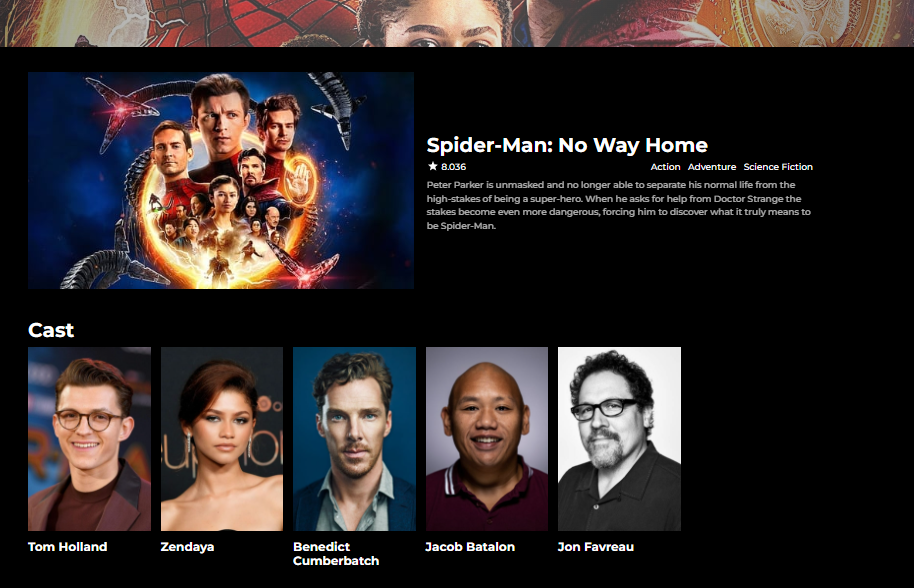 Spider-Man: No Way Home
★ 8.036 Action Adventure Science Fiction
Peter Parker is unmasked and no longer able to separate his normal life from the
high-stakes of being a super-hero. When he asks for help from Doctor Strange the
stakes become even more dangerous, forcing him to discover what it truly means to
be Spider-Man.
Cast
Tom Holland
Zendaya
Benedict
Cumberbatch
Jacob Batalon
Jon Favreau